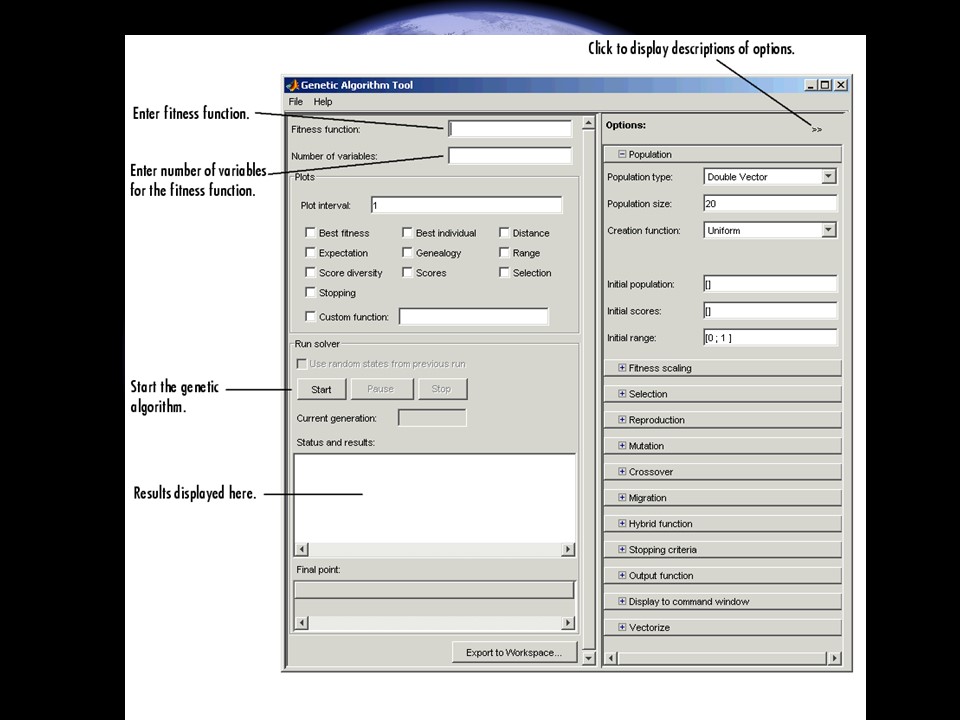 Click to display descriptions of options.
Genetic Algorithm Tool
File Help
Enter fitness function.
Fitness function:
Enter number of variables
for the fitness function.
Number of variables:
Plots
Plot interval: 1
Best fitness Best individual Distance
Expectation Genealogy Range
Score diversity Scores Selection
Stopping
Custom function:
Run solver
Use random states from previous run
Start the genetic
algorithm.
Start Pause Stop
Current generation:
Status and results:
Results displayed here.
Final point:
Export to Workspace...
Options:
>>
Population
Population type: Double Vector
Population size: 20
Creation function: Uniform
Initial population: []
Initial scores: []
Initial range: [0 ; 1 ]
Fitness scaling
Selection
Reproduction
Mutation
Crossover
Migration
Hybrid function
Stopping criteria
Output function
Display to command window
Vectorize